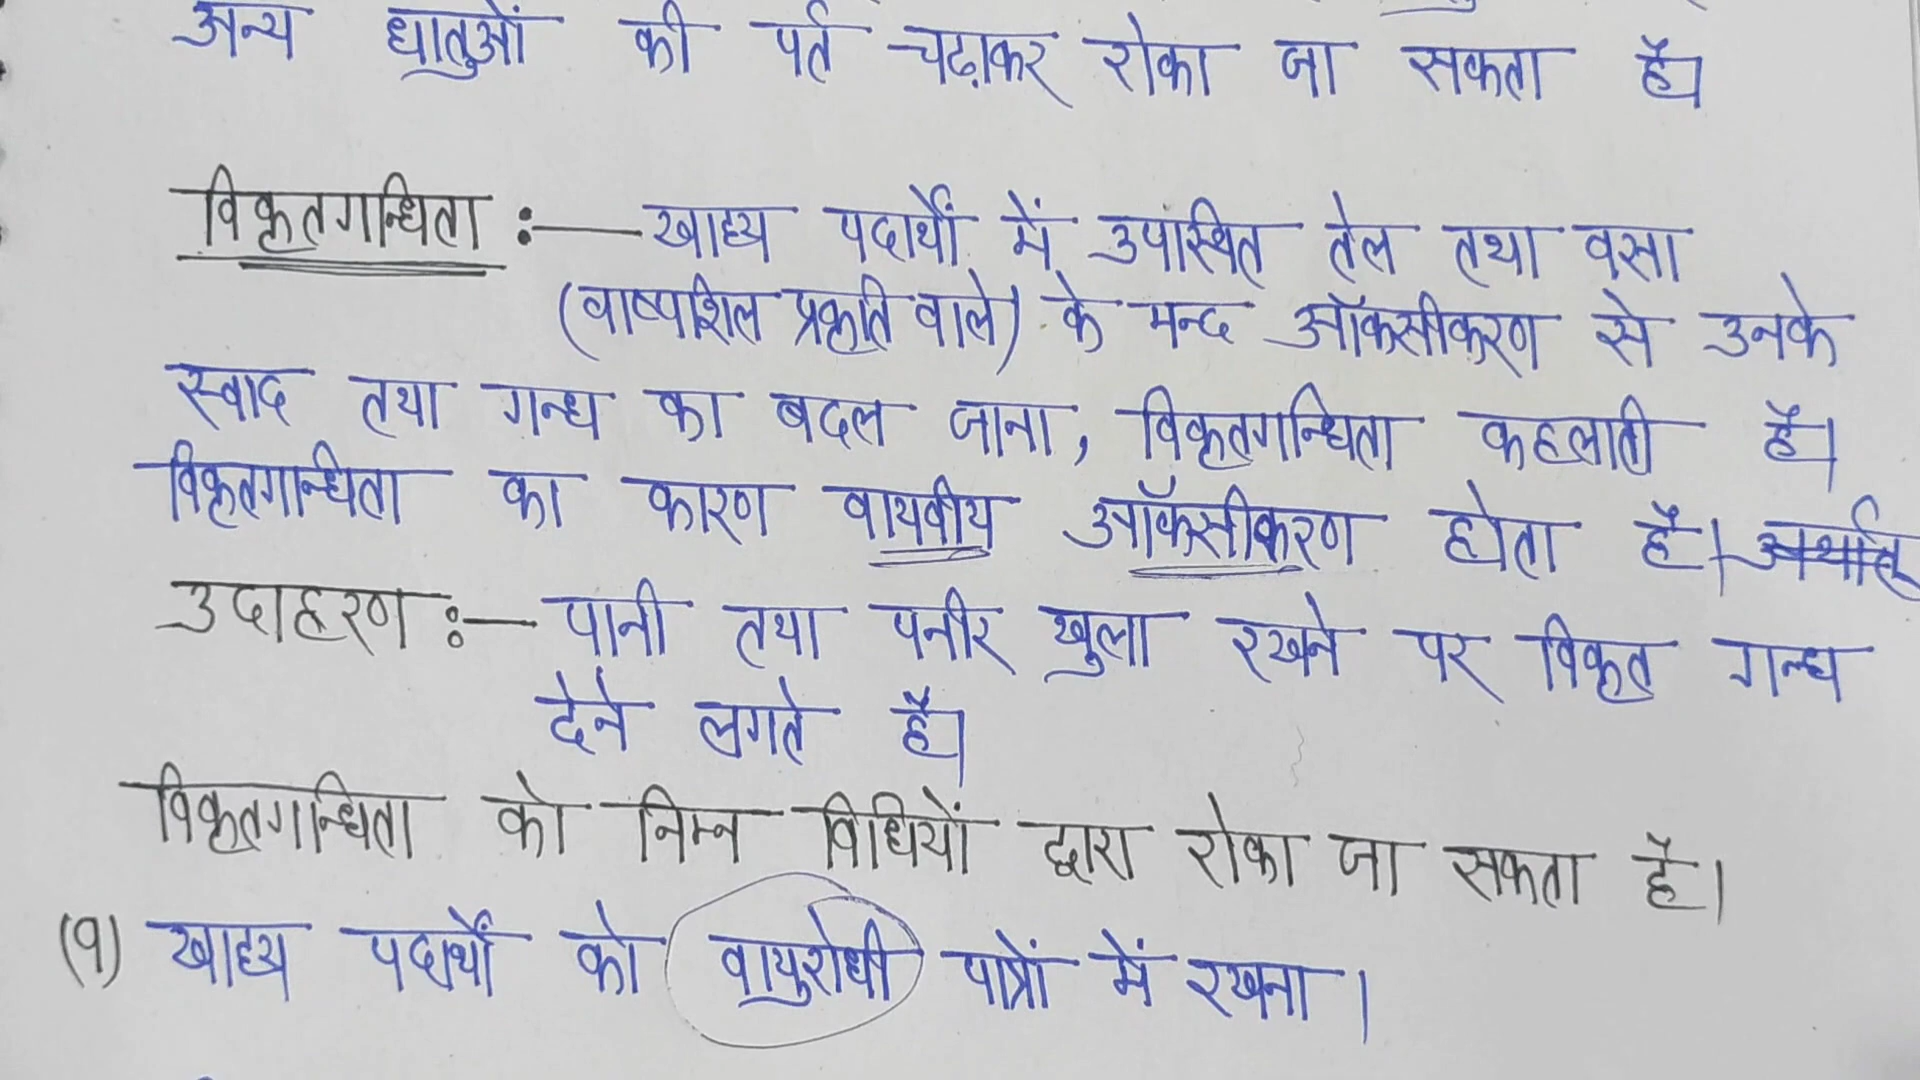 अन्य धातुओं की पर्त चढ़ाकर रोका जा सकता है।
विकृतगन्धिता :— खाद्य पदार्थों में उपस्थित तेल तथा वसा
(वाष्पशिल प्रकृति वाले) के मन्द ऑक्सीकरण से उनके
स्वाद तथा गन्ध का बदल जाना, विकृतगन्धिता कहलाती है।
विकृतगन्धिता का कारण वायवीय ऑक्सीकरण होता है। अर्थात्
उदाहरण :— पानी तथा पनीर खुला रखने पर विकृत गन्ध
देने लगते है।
विकृतगन्धिता को निम्न विधियों द्वारा रोका जा सकता है।
(१) खाद्य पदार्थों को वायुरोधी पात्रों में रखना।